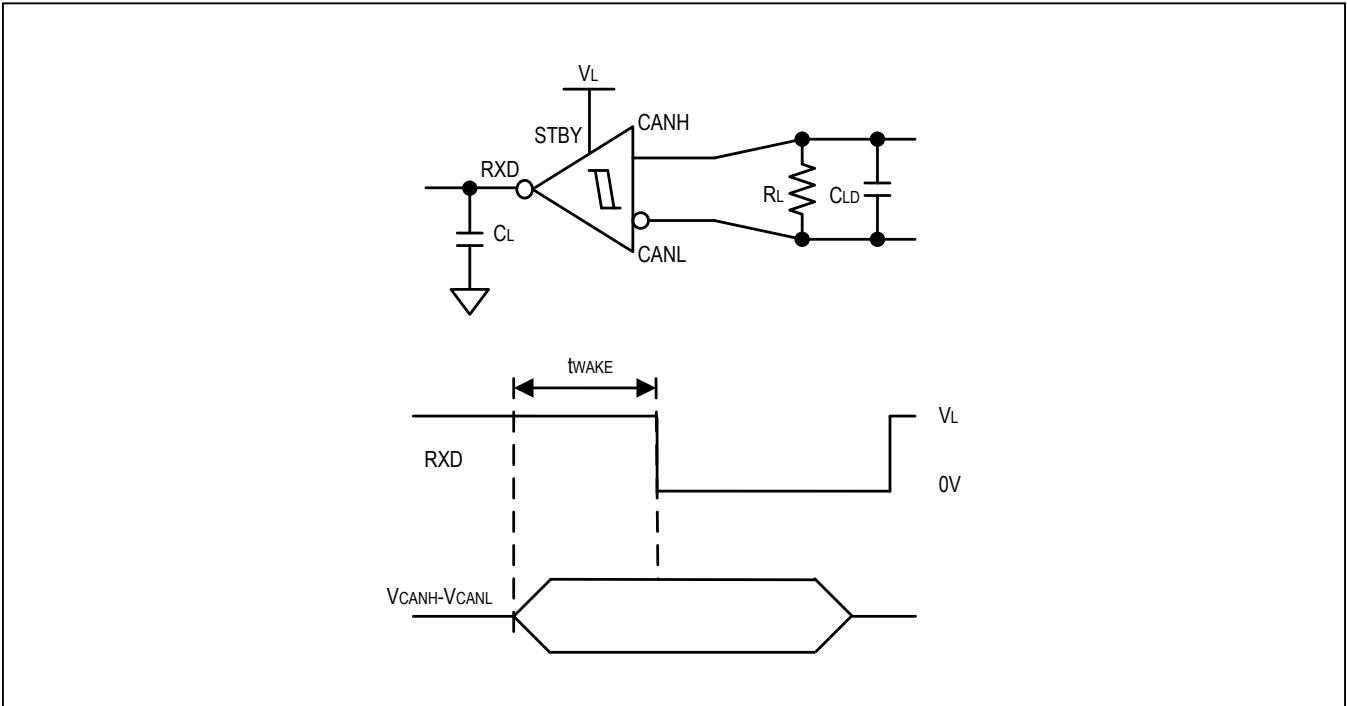 VL
STBY
CANH
RXD
RL
CLD
CL
CANL
tWAKE
VL
RXD
0V
VCANH-VCANL